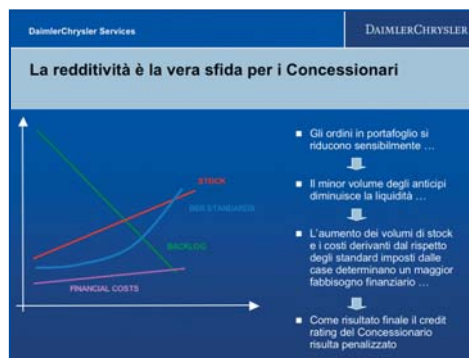 DaimlerChrysler Services
DAIMLERCHRYSLER
La redditività è la vera sfida per i Concessionari
STOCK
BER STANDARDS
BACKLOG
FINANCIAL COSTS
Gli ordini in portafoglio si
riducono sensibilmente ...
Il minor volume degli anticipi
diminuisce la liquidità ...
L'aumento dei volumi di stock
e i costi derivanti dal rispetto
degli standard imposti dalle
case determinano un maggior
fabbisogno finanziario ...
Come risultato finale il credit
rating del Concessionario
risulta penalizzato